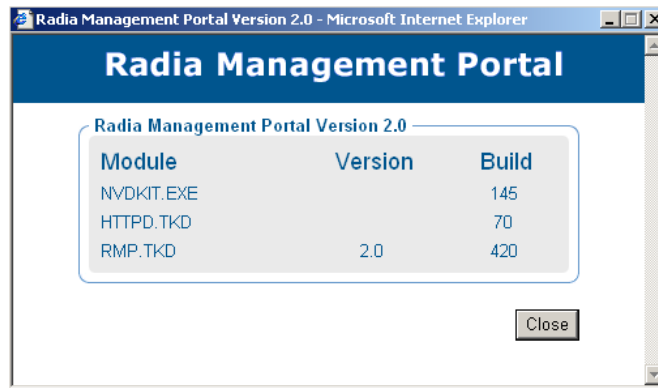 Radia Management Portal Version 2.0 - Microsoft Internet Explorer
Radia Management Portal
Radia Management Portal Version 2.0
Module Version Build
NVDKIT.EXE 145
HTTPD.TKD 70
RMP.TKD 2.0 420
Close